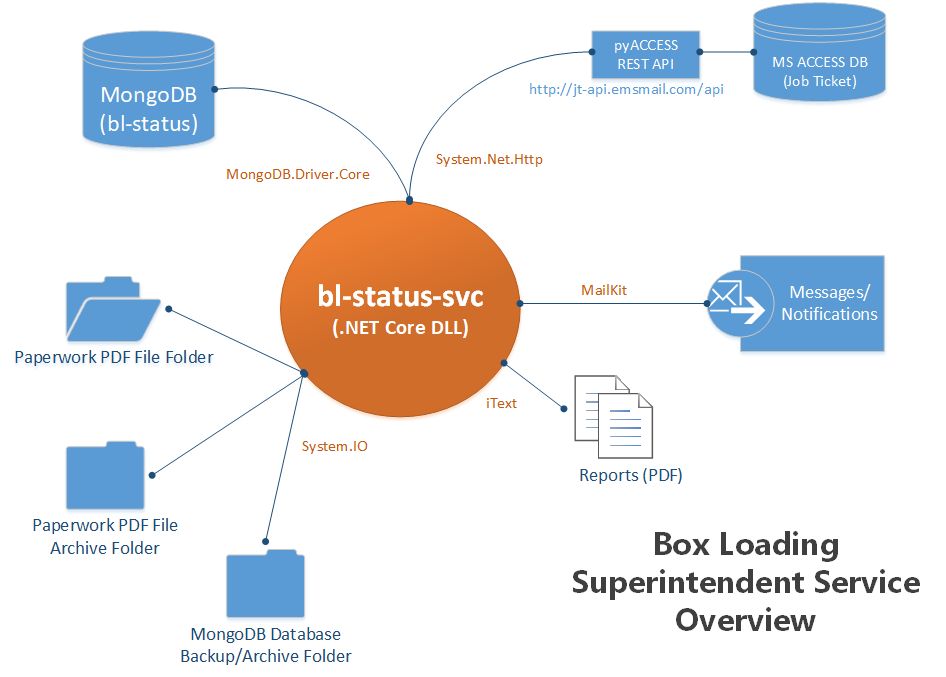 MongoDB
(bl-status)
pyACCESS
REST API
http://jt-api.emsmail.com/api
MS ACCESS DB
(Job Ticket)
MongoDB.Driver.Core
System.Net.Http
bl-status-svc
(.NET Core DLL)
MailKit
Messages/
Notifications
Paperwork PDF File Folder
iText
System.IO
Reports (PDF)
Paperwork PDF File
Archive Folder
MongoDB Database
Backup/Archive Folder
Box Loading
Superintendent Service
Overview